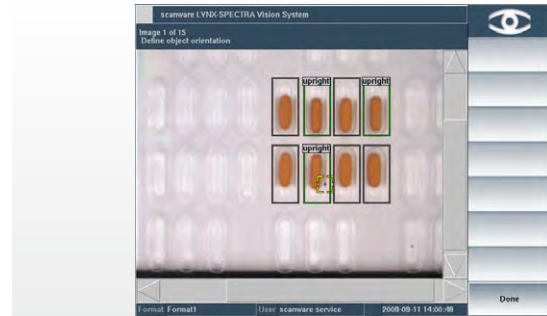 scanware LYNX-SPECTRA Vision System
Image 1 of 15
Define object orientation
upright
upright
upright
Done
Format Format1
User scanware service
2008-09-11 14:00:48